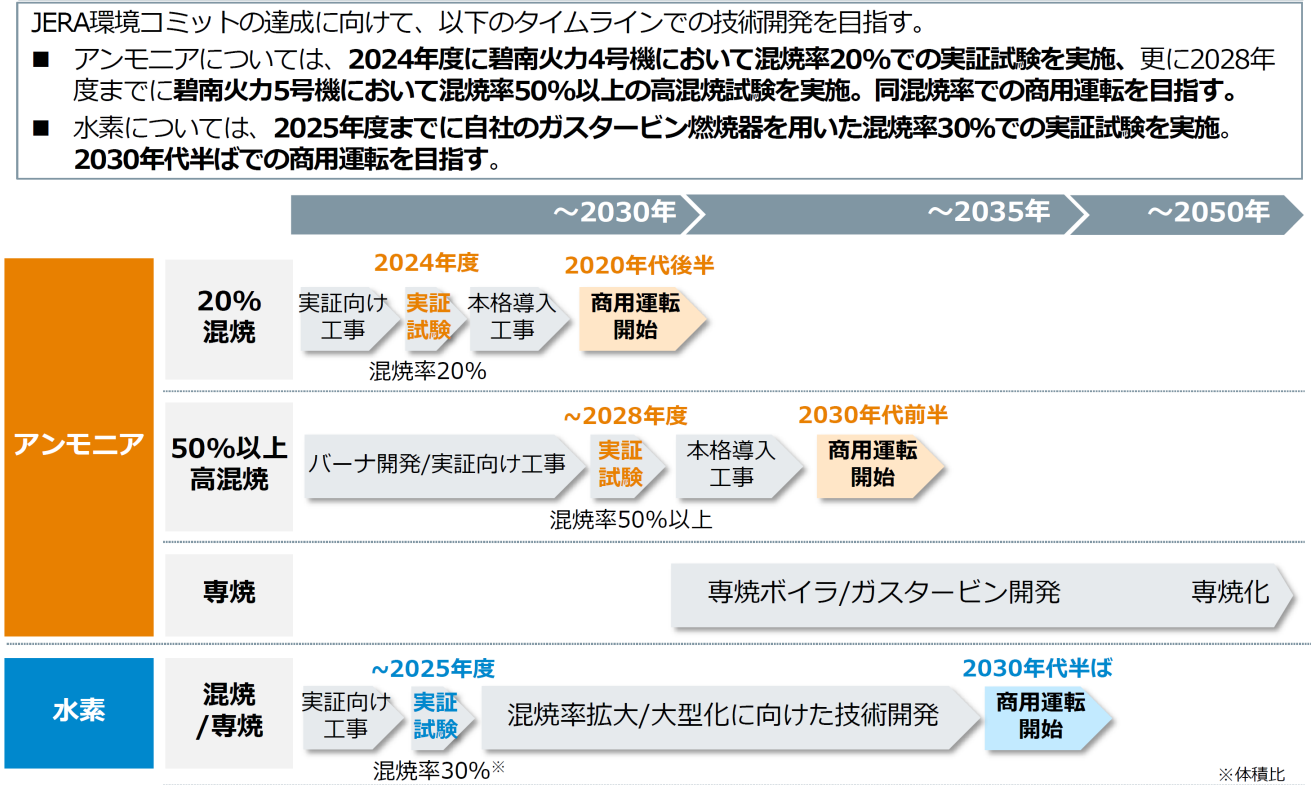 JERA環境コミットの達成に向けて、以下のタイムラインでの技術開発を目指す。
■ アンモニアについては、2024年度に碧南火力4号機において混焼率20%での実証試験を実施、更に2028年
度までに碧南火力5号機において混焼率50%以上の高混焼試験を実施。同混焼率での商用運転を目指す。
■ 水素については、2025年度までに自社のガスタービン燃焼器を用いた混焼率30%での実証試験を実施。
2030年代半ばでの商用運転を目指す。
～2030年
～2035年
～2050年
アンモニア
20%
混焼
実証向け
工事
2024年度
実証
試験
混焼率20%
本格導入
工事
2020年代後半
商用運転
開始
50%以上
高混焼
バーナ開発/実証向け工事
~2028年度
実証
試験
混焼率50%以上
本格導入
工事
2030年代前半
商用運転
開始
専焼
専焼ボイラ/ガスタービン開発
専焼化
水素
混焼
/専焼
実証向け
工事
~2025年度
実証
試験
混焼率30%※
混焼率拡大/大型化に向けた技術開発
2030年代半ば
商用運転
開始
※体積比